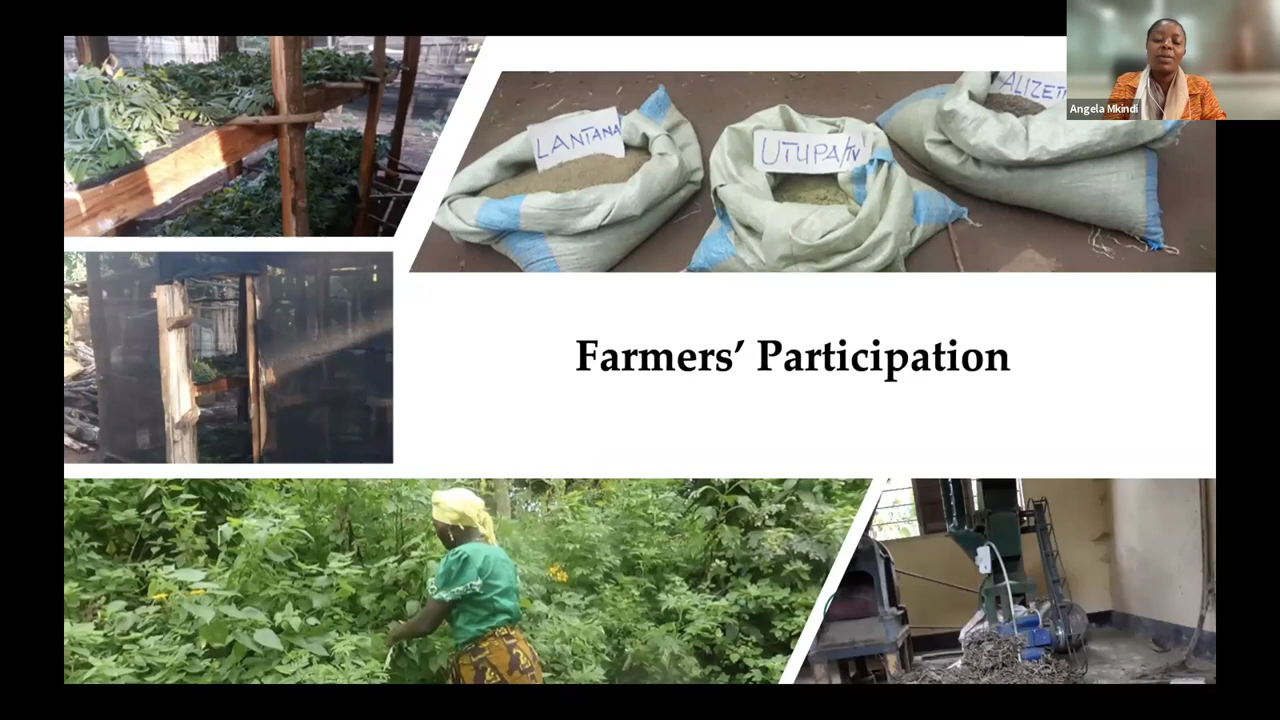 LANTANA
UTUPA/TV
ALIZETI
Angela Mkindi
Farmers’ Participation